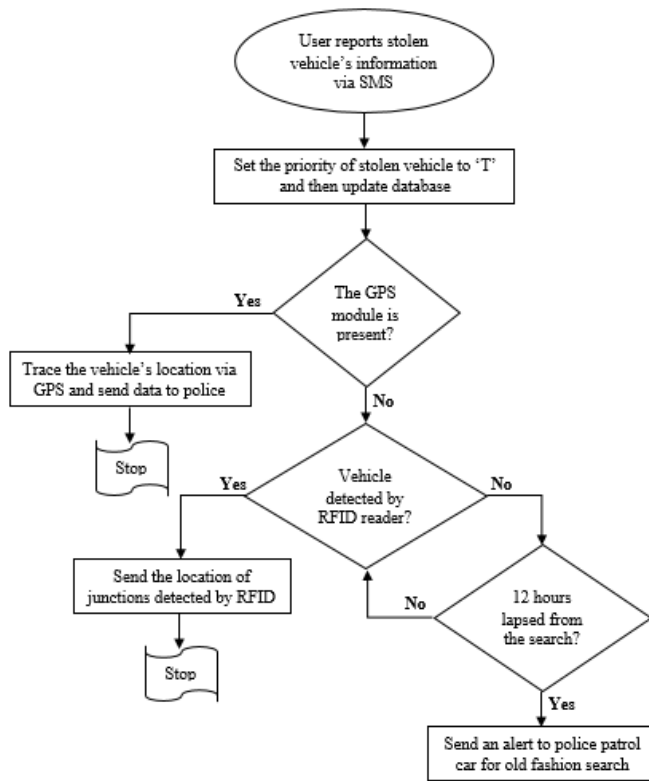 User reports stolen
vehicle's information
via SMS
Set the priority of stolen vehicle to ‘T’
and then update database
The GPS
module is
present?
Yes
Trace the vehicle's location via
GPS and send data to police
Stop
No
Vehicle
detected by
RFID reader?
Yes
Send the location of
junctions detected by RFID
Stop
No
12 hours
lapsed from
the search?
No
Yes
Send an alert to police patrol
car for old fashion search